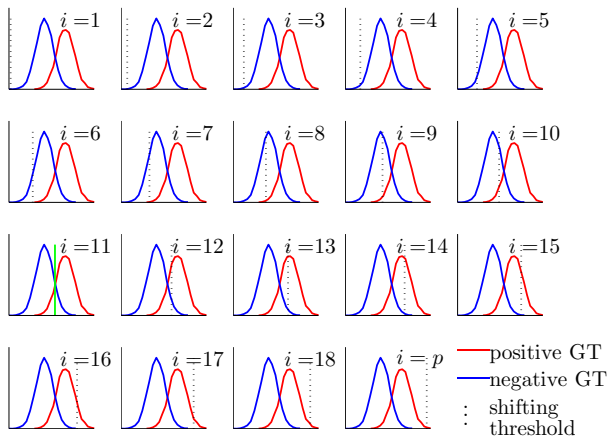 i = 1
i = 2
i = 3
i = 4
i = 5
i = 6
i = 7
i = 8
i = 9
i = 10
i = 11
i = 12
i = 13
i = 14
i = 15
i = 16
i = 17
i = 18
i = p
positive GT
negative GT
shifting
threshold